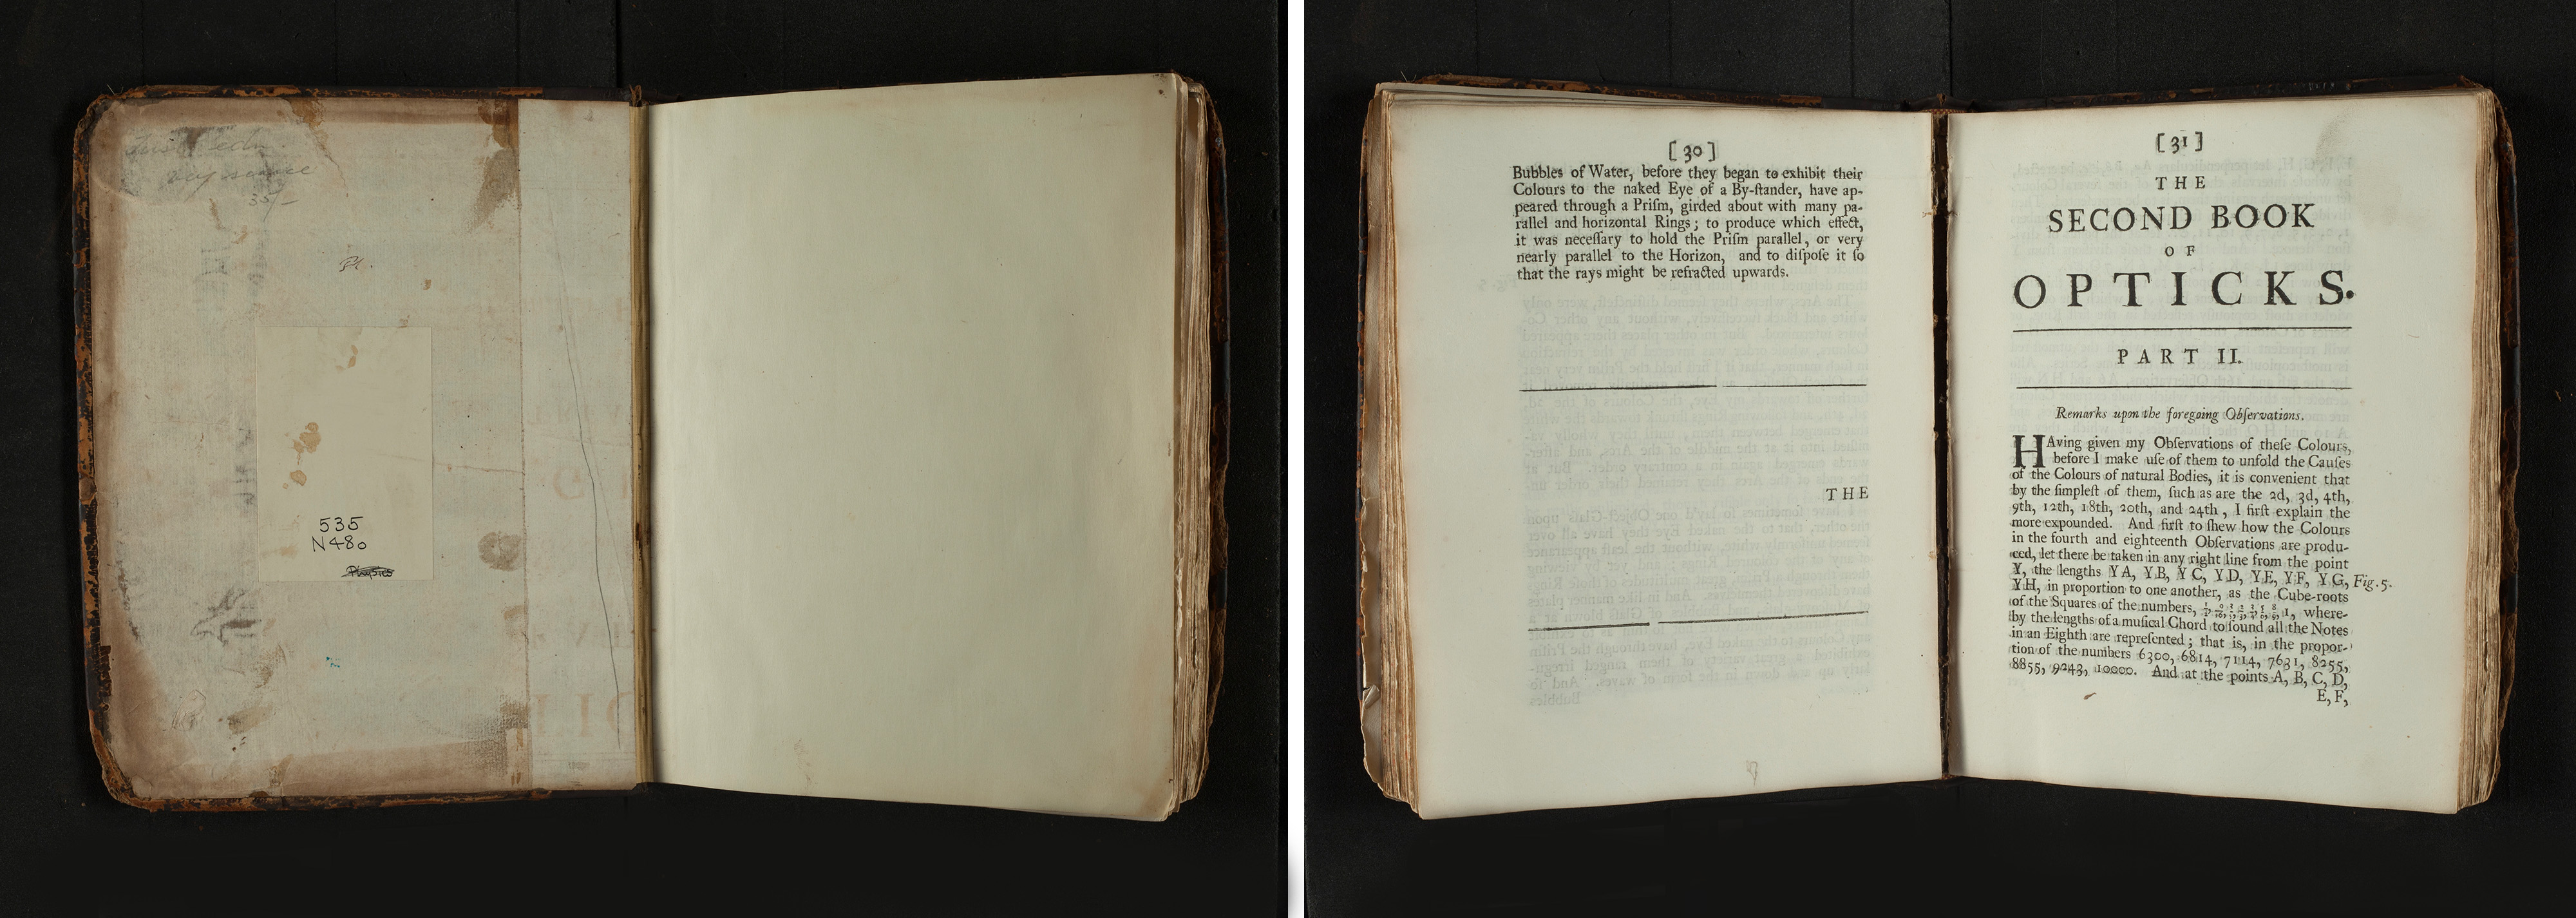 First edn.
very scarce
35/-
535
N480
Physics
[ 30 ]
Bubbles of Water, before they began to exhibit their
Colours to the naked Eye of a By-ſtander, have ap-
peared through a Priſm, girded about with many pa-
rallel and horizontal Rings; to produce which effect,
it was neceſſary to hold the Priſm parallel, or very
nearly parallel to the Horizon, and to diſpoſe it ſo
that the rays might be refracted upwards.
THE
[ 31 ]
THE
SECOND BOOK
OF
OPTICKS.
PART II.
Remarks upon the foregoing Obſervations.
HAving given my Obſervations of theſe Colours,
before I make uſe of them to unfold the Cauſes
of the Colours of natural Bodies, it is convenient that
by the ſimpleſt of them, ſuch as are the 2d, 3d, 4th,
9th, 12th, 18th, 20th, and 24th, I firſt explain the
more expounded. And firſt to ſhew how the Colours
in the fourth and eighteenth Obſervations are produ-
ced, let there be taken in any right line from the point
Y, the lengths YA, YB, YC, YD, YE, YF, YG, Fig. 5.
YH, in proportion to one another, as the Cube-roots
of the Squares of the numbers, 1, where-
by the lengths of a muſical Chord to ſound all the Notes
in an Eighth are repreſented; that is, in the propor-
tion of the numbers 6300, 6814, 7114, 7631, 8255,
8855, 9243, 10000. And at the points A, B, C, D,
E, F,